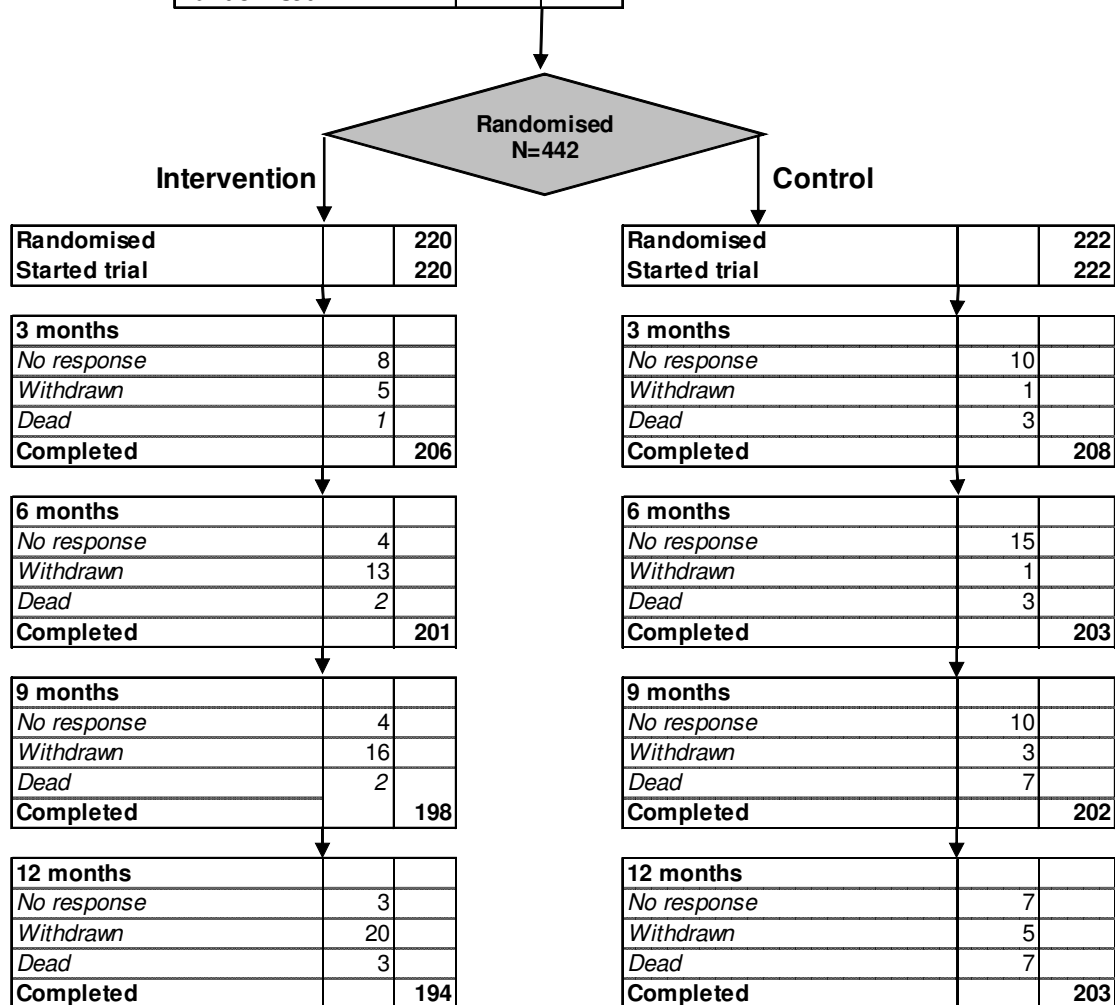 Randomised
N=442
Intervention
Control
Randomised 220
Started trial 220
3 months
No response 8
Withdrawn 5
Dead 1
Completed 206
6 months
No response 4
Withdrawn 13
Dead 2
Completed 201
9 months
No response 4
Withdrawn 16
Dead 2
Completed 198
12 months
No response 3
Withdrawn 20
Dead 3
Completed 194
Randomised 222
Started trial 222
3 months
No response 10
Withdrawn 1
Dead 3
Completed 208
6 months
No response 15
Withdrawn 1
Dead 3
Completed 203
9 months
No response 10
Withdrawn 3
Dead 7
Completed 202
12 months
No response 7
Withdrawn 5
Dead 7
Completed 203